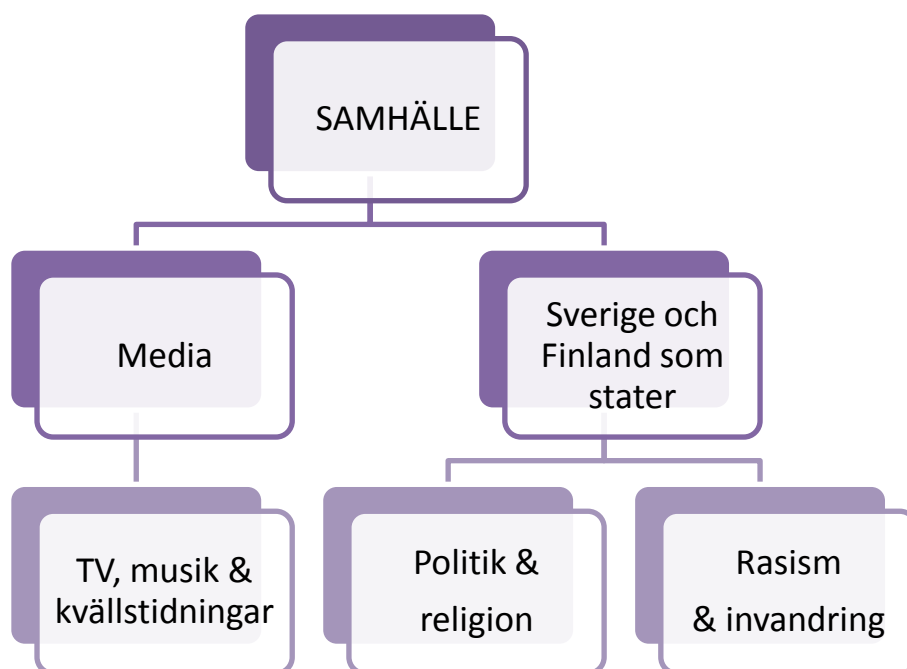 SAMHÄLLE
Media
Sverige och
Finland som
stater
TV, musik &
kvällstidningar
Politik &
religion
Rasism
& invandring